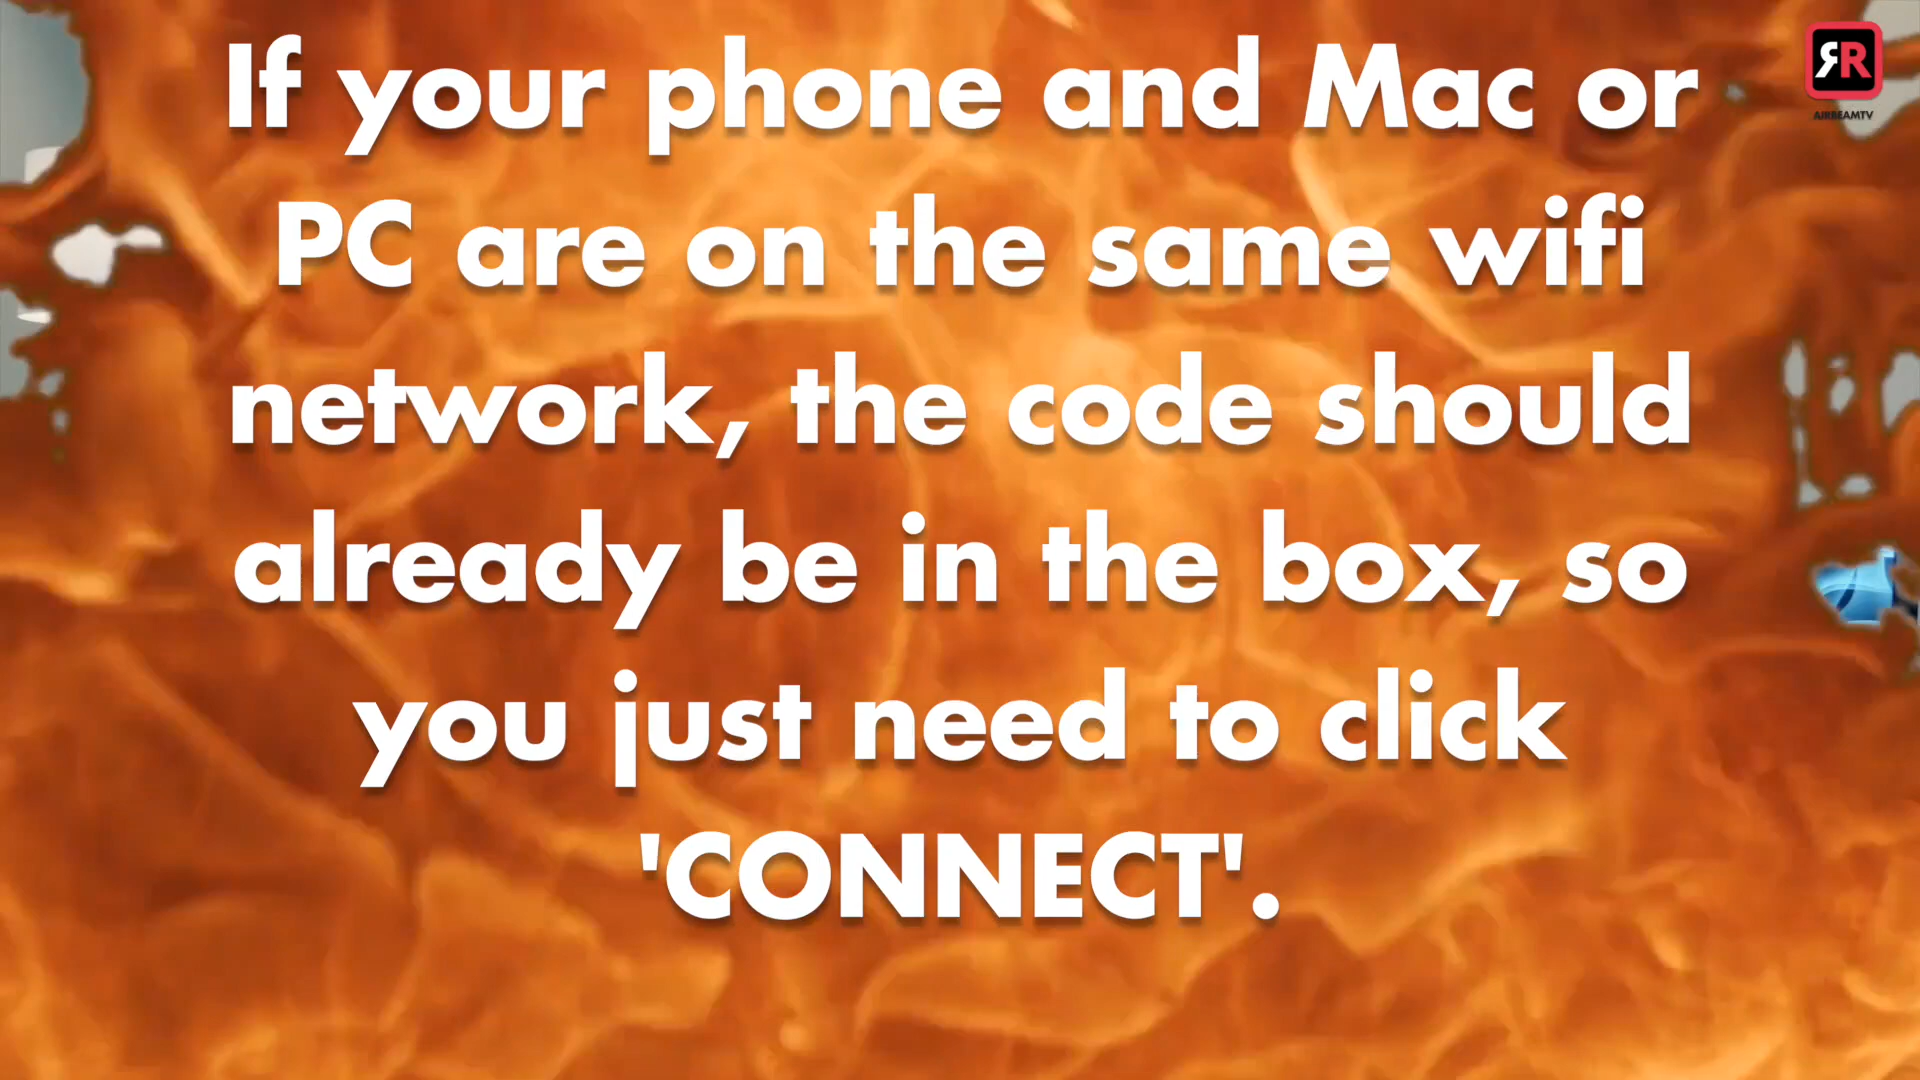 If your phone and Mac or
PC are on the same wifi
network, the code should
already be in the box, so
you just need to click
'CONNECT'.
AIRBEAMTV